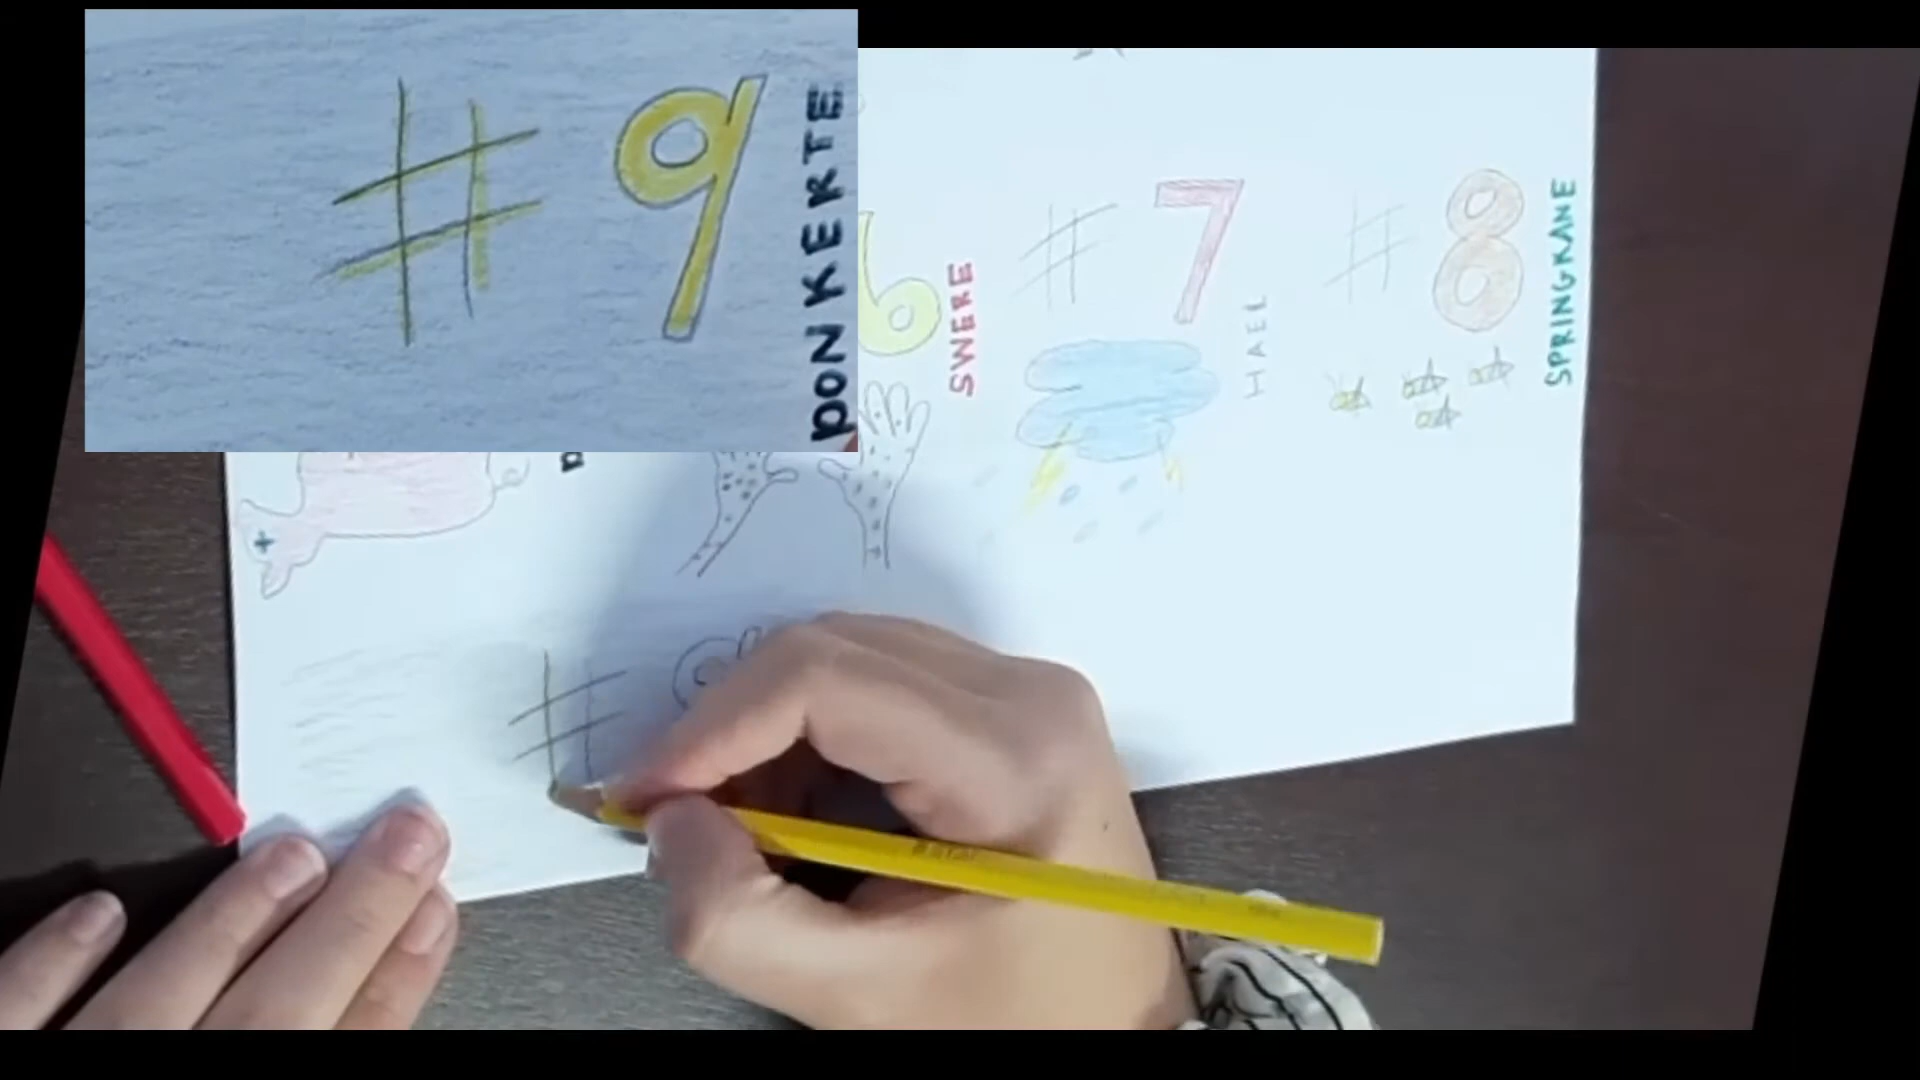 # 9
DONKERTE
6
SWERE
# 7
HAEL
# 8
SPRINGKANE
#